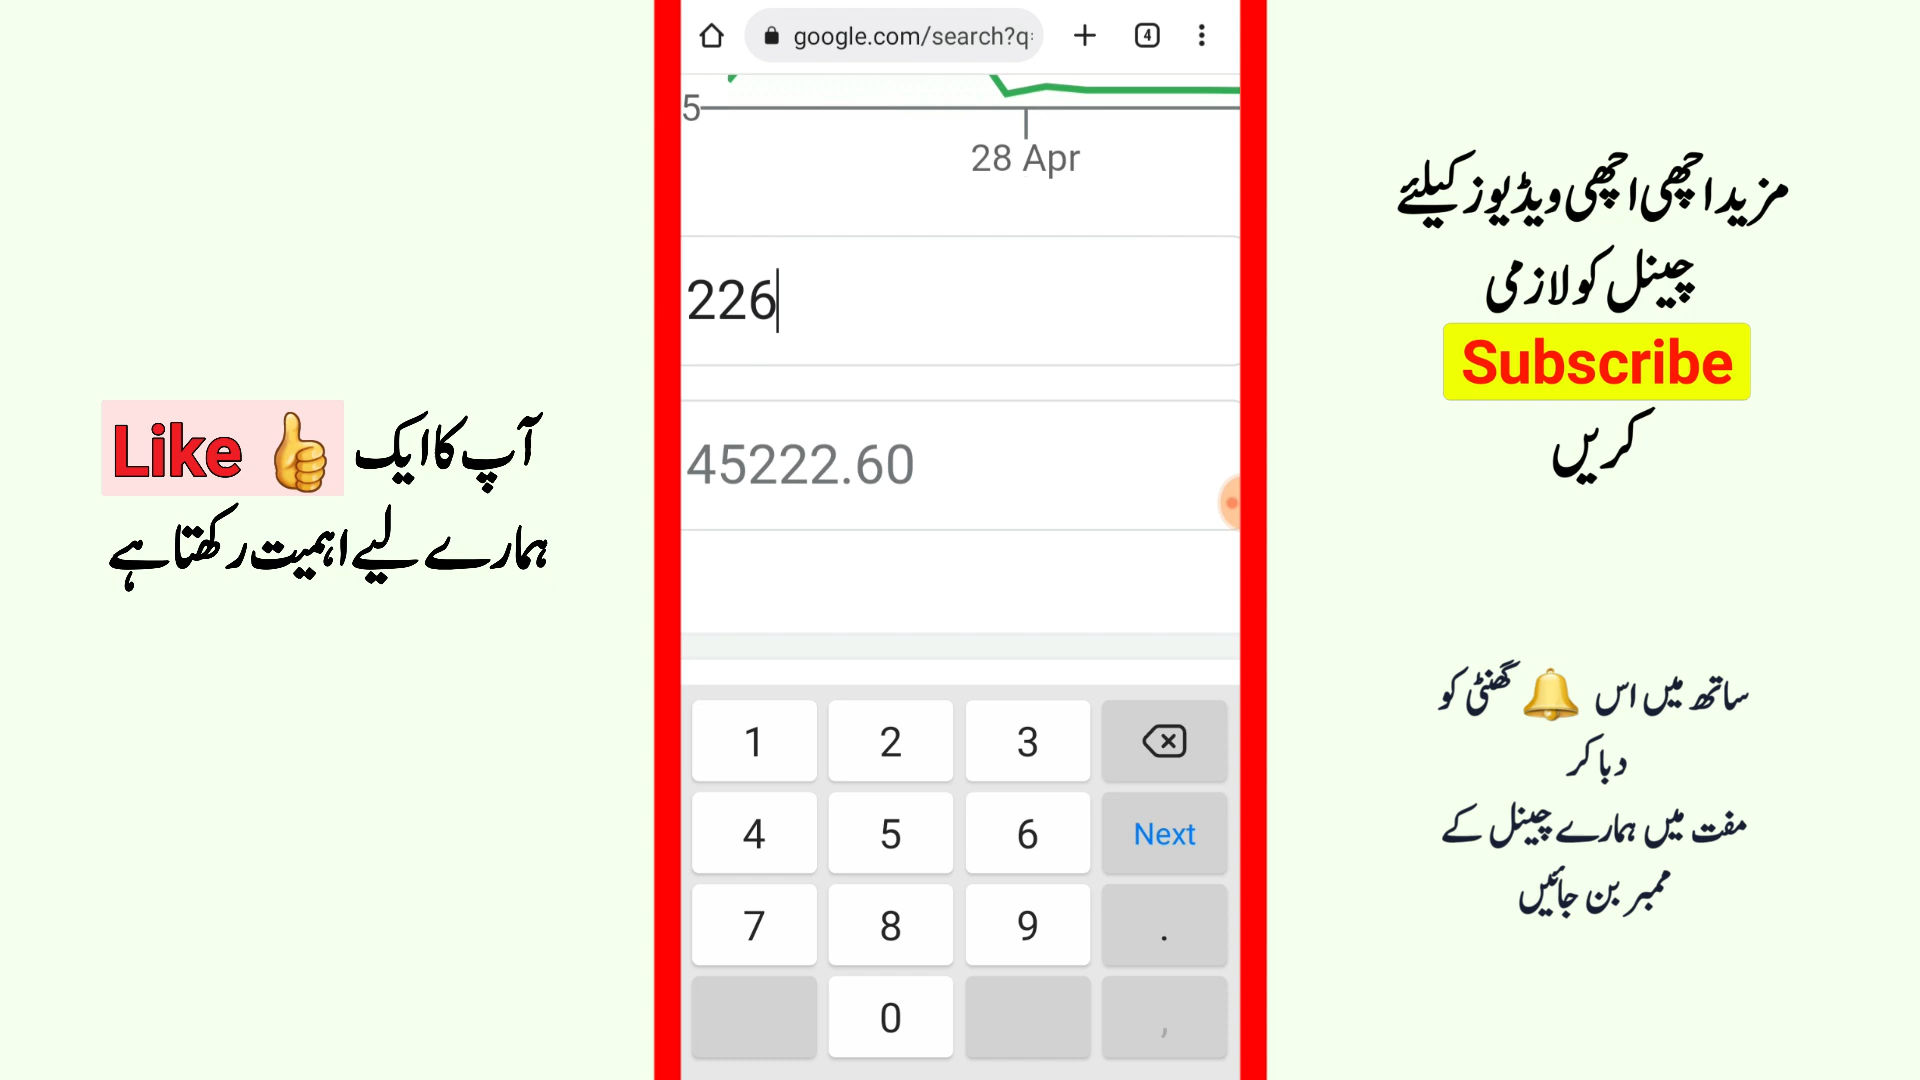 آپ کا ایک Like 👍
ہمارے لیے اہمیت رکھتا ہے
google.com/search?q
4
5
28 Apr
226
45222.60
1 2 3
4 5 6 Next
7 8 9 .
0 ,
مزید اچھی اچھی ویڈیوز کیلئے
چینل کو لازمی
Subscribe
کریں
ساتھ میں اس 🔔 گھنٹی کو
دبا کر
مفت میں ہمارے چینل کے
ممبر بن جائیں